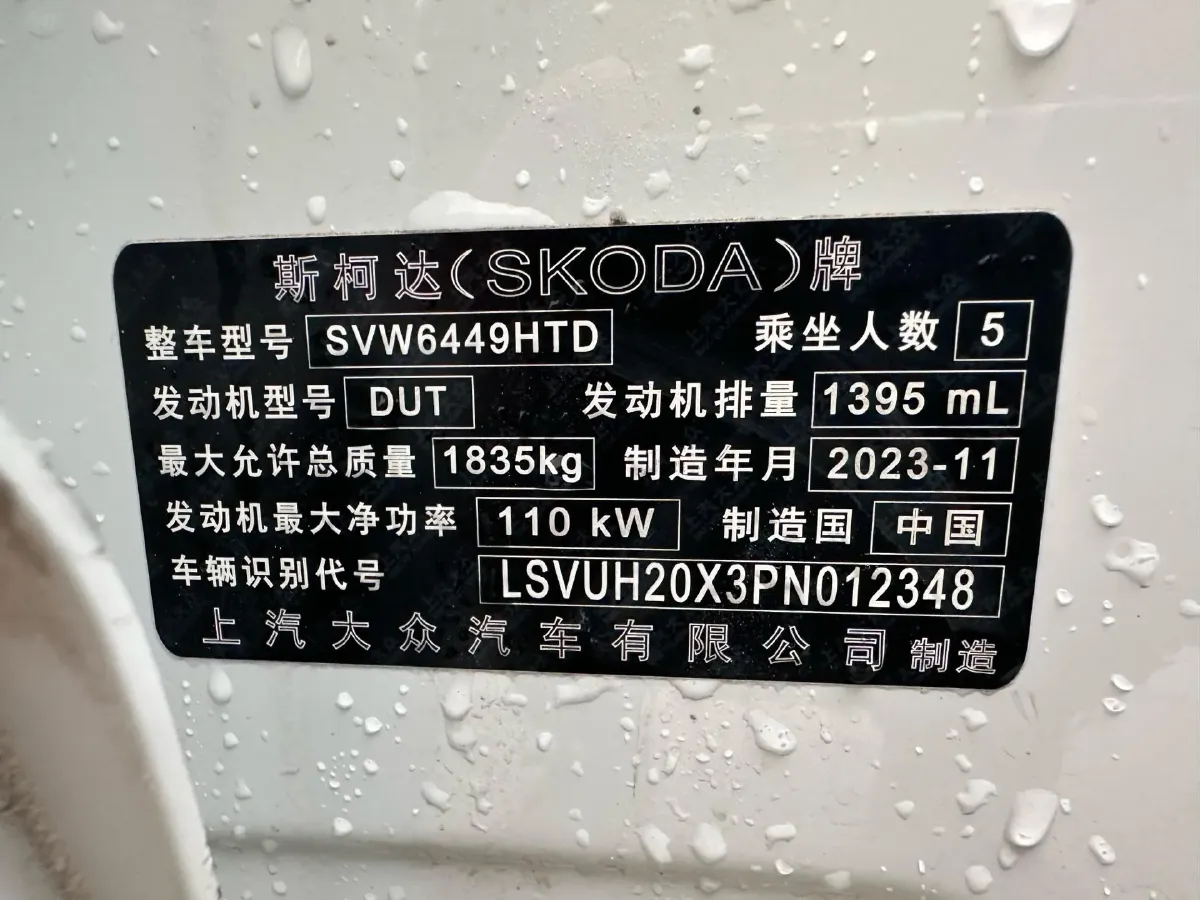 斯柯达(SKODA)牌
整车型号 SVW6449HTD 乘坐人数 5
发动机型号 DUT 发动机排量 1395 mL
最大允许总质量 1835kg 制造年月 2023-11
发动机最大净功率 110 kW 制造国 中国
车辆识别代号 LSVUH20X3PN012348
上汽大众汽车有限公司 制造